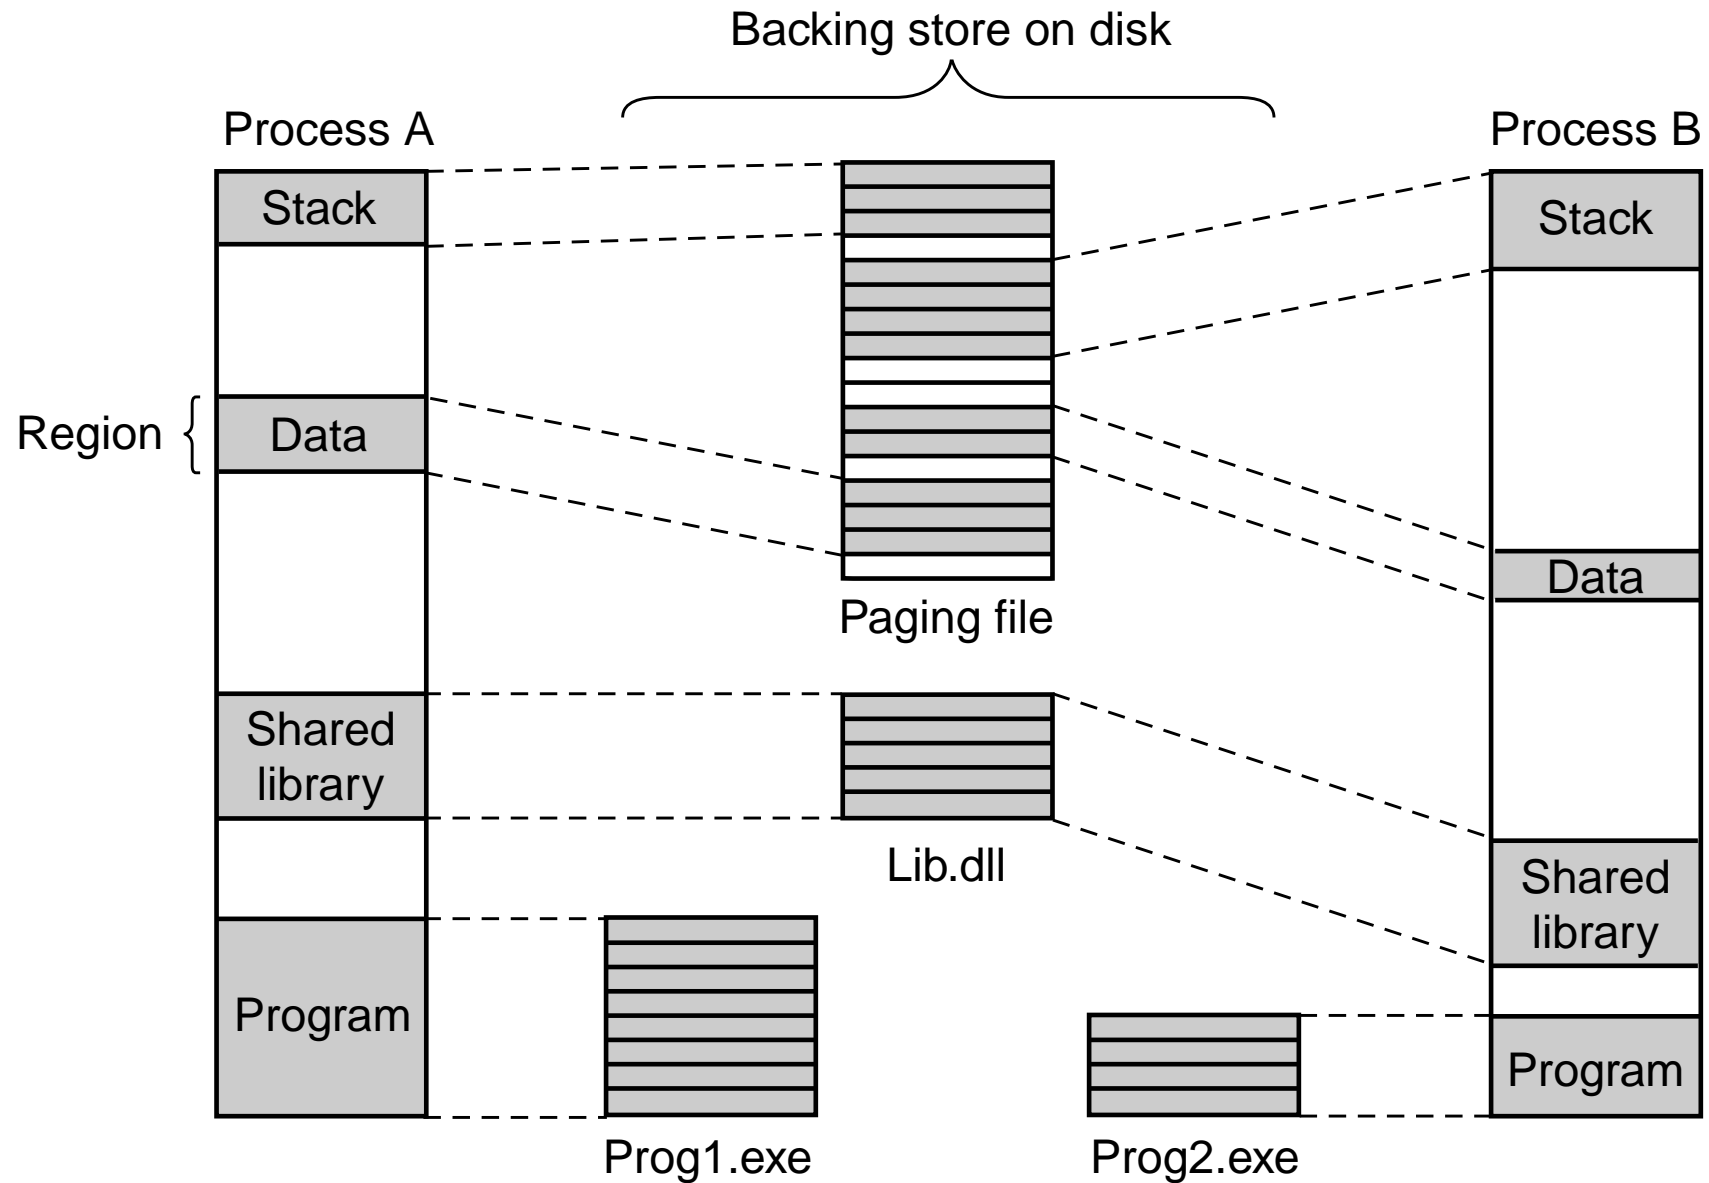 Backing store on disk
Process A
Process B
Stack
Stack
Region
Data
Data
Paging file
Shared
library
Lib.dll
Shared
library
Program
Program
Prog1.exe
Prog2.exe